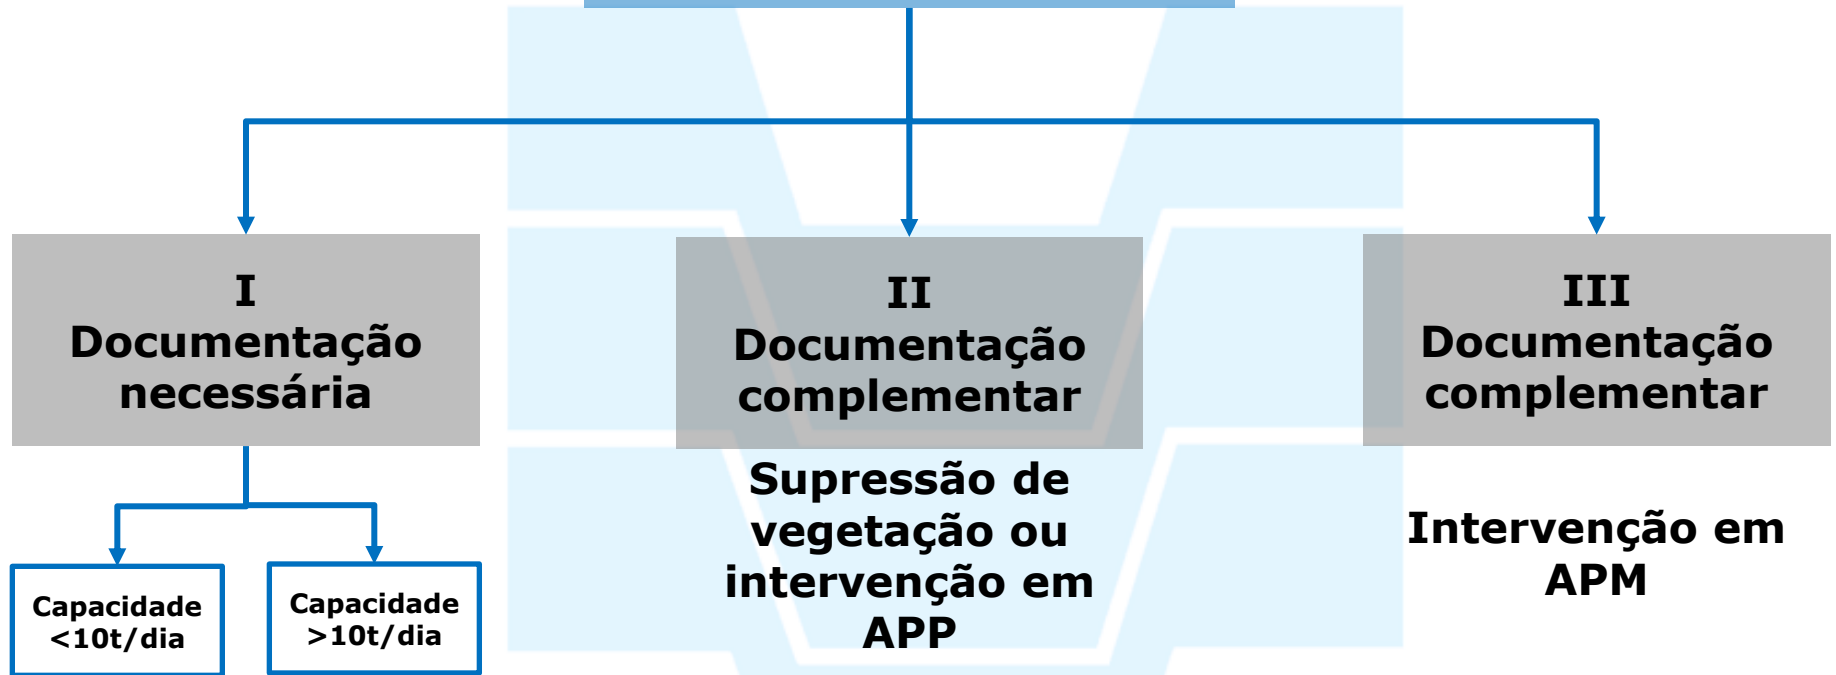 I
Documentação
necessária
Capacidade
<10t/dia
Capacidade
>10t/dia
II
Documentação
complementar
Supressão de
vegetação ou
intervenção em
APP
III
Documentação
complementar
Intervenção em
APM